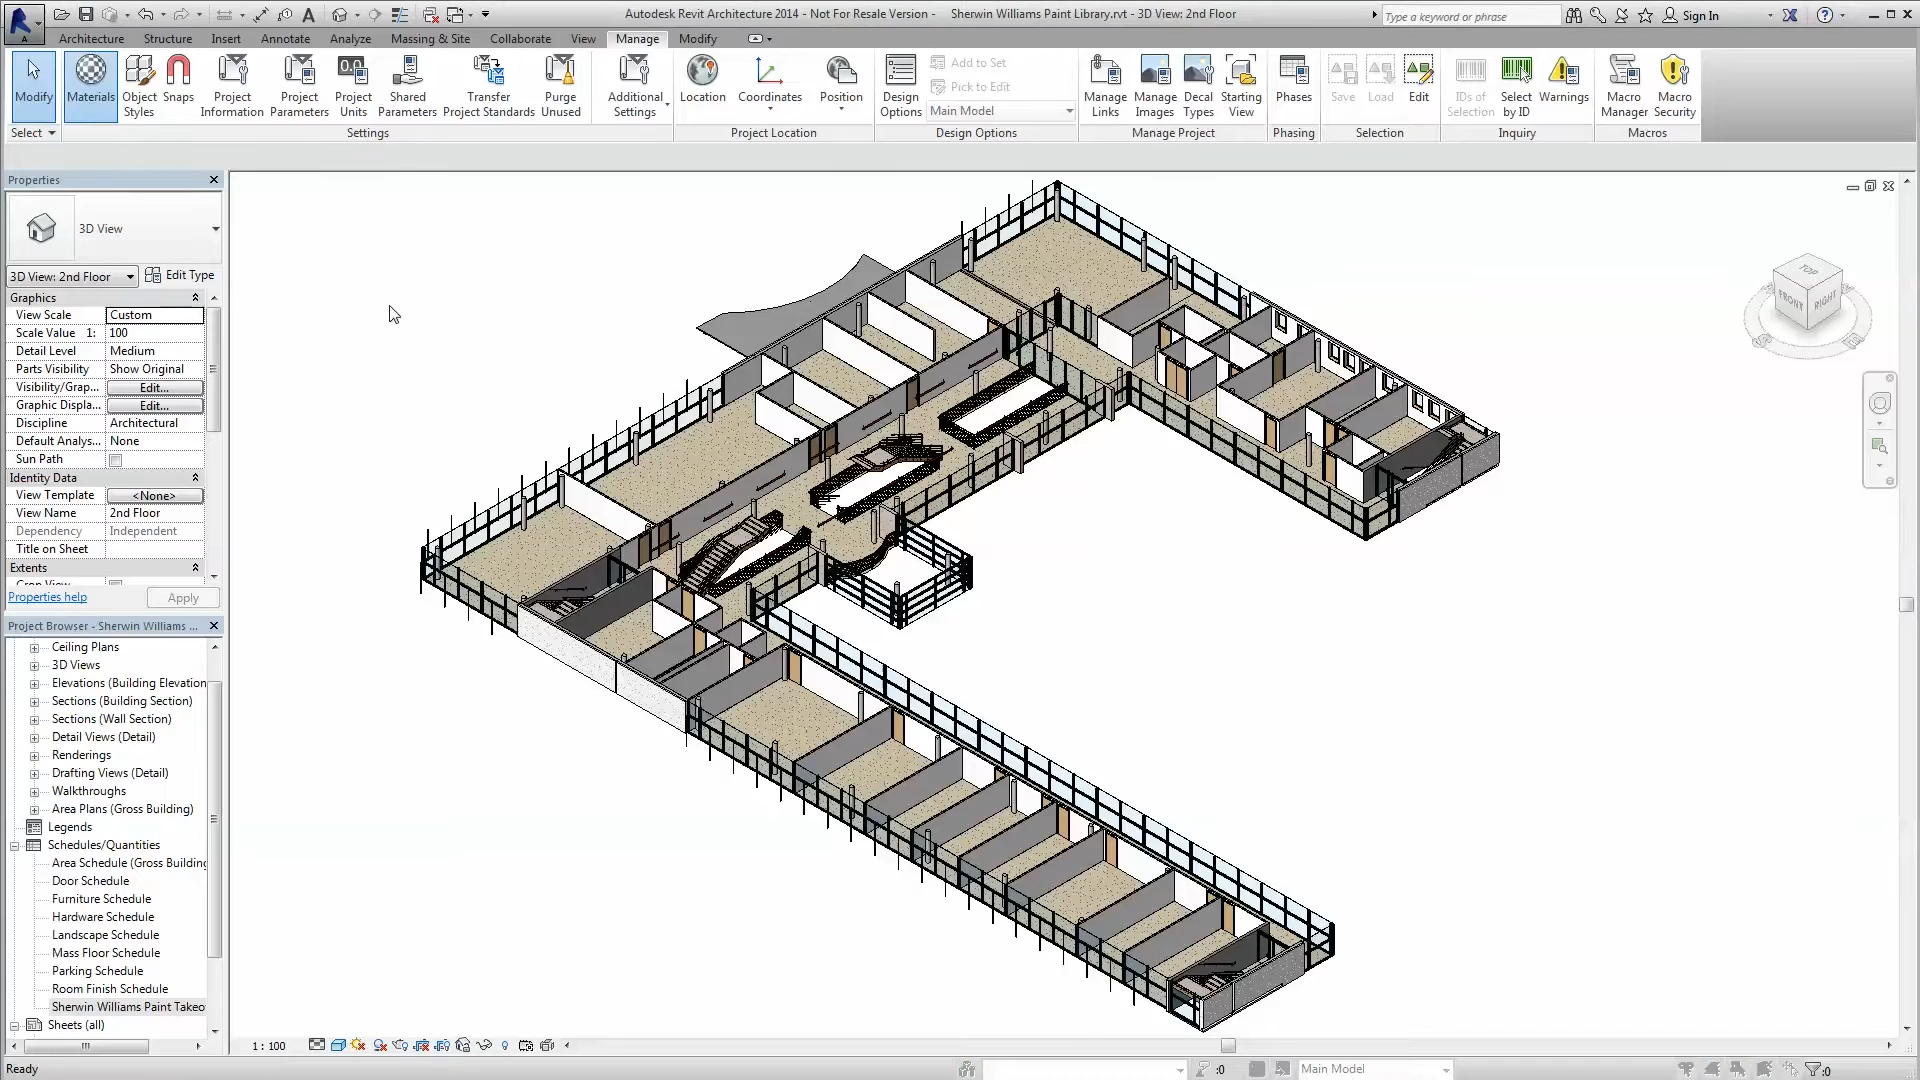 Autodesk Revit Architecture 2014 - Not For Resale Version - Sherwin Williams Paint Library.rvt - 3D View: 2nd Floor
Type a keyword or phrase
Sign In
Architecture Structure Insert Annotate Analyze Massing & Site Collaborate View Manage Modify
Modify
Materials
Object Styles
Snaps
Project Information
Project Parameters
Project Units
Shared Parameters
Transfer Project Standards
Purge Unused
Additional Settings
Location
Coordinates
Position
Design Options
Add to Set
Pick to Edit
Main Model
Manage Links
Manage Images
Decal Types
Starting View
Phases
Save
Load
Edit
IDs of Selection
Select by ID
Warnings
Macro Manager
Macro Security
Select
Settings
Project Location
Design Options
Manage Project
Phasing
Selection
Inquiry
Macros
Properties
3D View
3D View: 2nd Floor
Edit Type
Graphics
View Scale Custom
Scale Value 1: 100
Detail Level Medium
Parts Visibility Show Original
Visibility/Grap... Edit...
Graphic Displa... Edit...
Discipline Architectural
Default Analys... None
Sun Path
Identity Data
View Template <None>
View Name 2nd Floor
Dependency Independent
Title on Sheet
Extents
Crop View
Properties help
Apply
Project Browser - Sherwin Williams ...
Ceiling Plans
3D Views
Elevations (Building Elevation
Sections (Building Section)
Sections (Wall Section)
Detail Views (Detail)
Renderings
Drafting Views (Detail)
Walkthroughs
Area Plans (Gross Building)
Legends
Schedules/Quantities
Area Schedule (Gross Building
Door Schedule
Furniture Schedule
Hardware Schedule
Landscape Schedule
Mass Floor Schedule
Parking Schedule
Room Finish Schedule
Sherwin Williams Paint Takeo
Sheets (all)
TOP
FRONT
RIGHT
1 : 100
Ready
:0
Main Model
:0